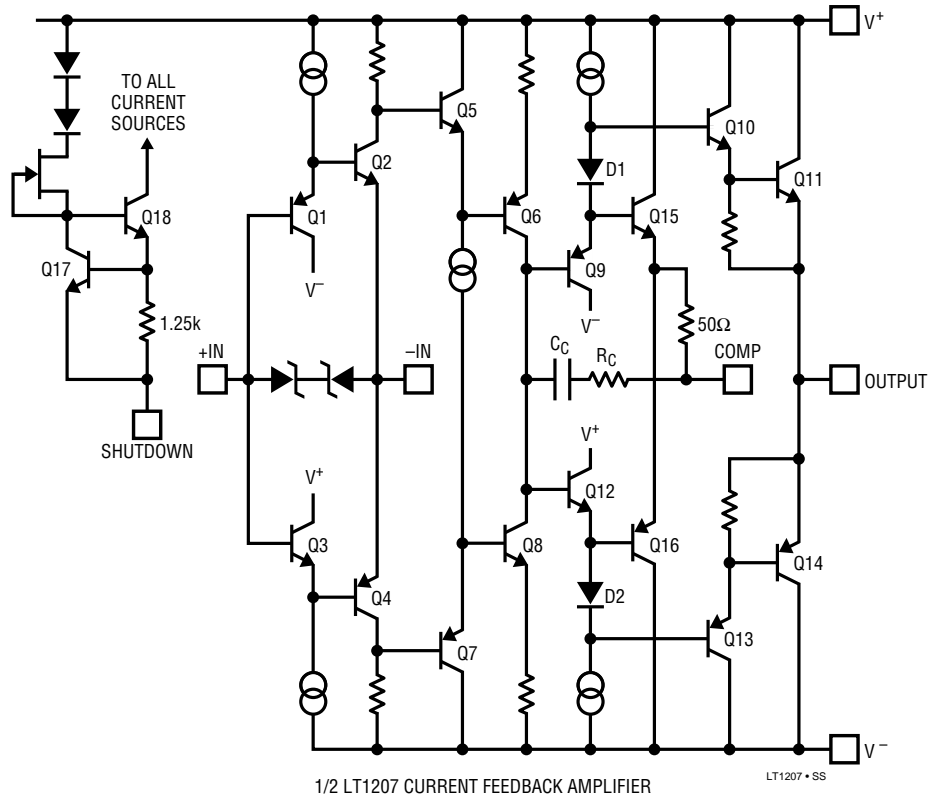 V+
TO ALL
CURRENT
SOURCES
Q5
Q10
Q2
D1
Q11
Q18
Q1
Q6
Q15
Q17
Q9
V−
V−
50Ω
1.25k
+IN
−IN
CC
RC
COMP
OUTPUT
SHUTDOWN
V+
V+
Q12
Q3
Q8
Q16
Q14
Q4
D2
Q7
Q13
V−
LT1207 • SS
1/2 LT1207 CURRENT FEEDBACK AMPLIFIER